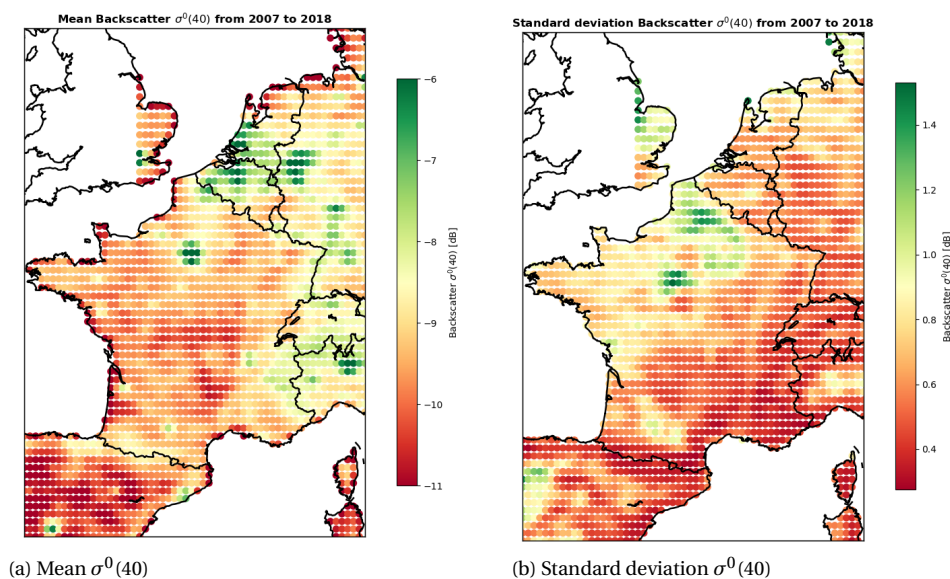 Mean Backscatter σ⁰(40) from 2007 to 2018
−6
−7
−8
−9
−10
−11
Backscatter σ⁰(40) [dB]
(a) Mean σ⁰(40)
Standard deviation Backscatter σ⁰(40) from 2007 to 2018
1.4
1.2
1.0
0.8
0.6
0.4
Backscatter σ⁰(40) [dB]
(b) Standard deviation σ⁰(40)